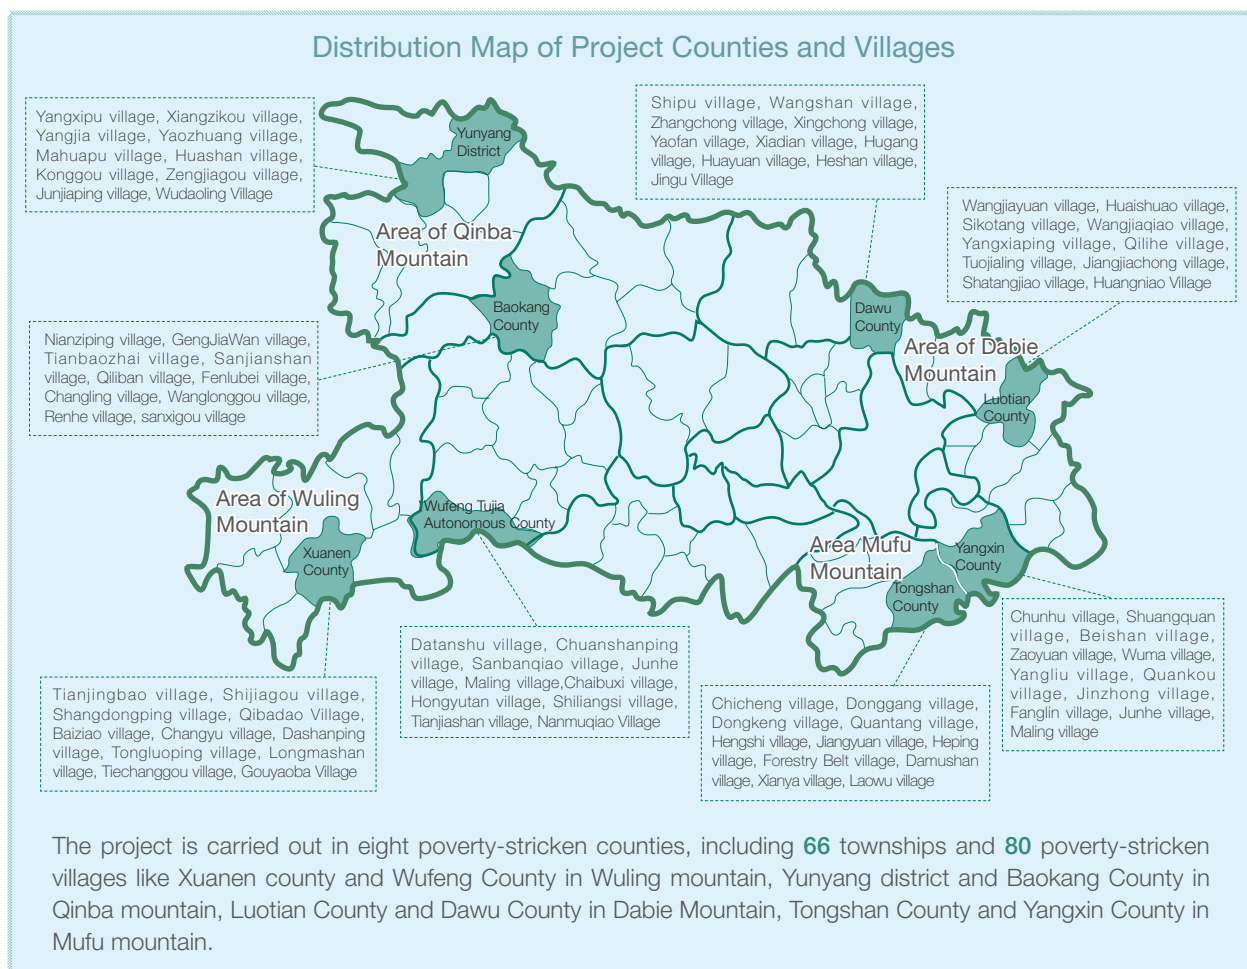 Distribution Map of Project Counties and Villages
Yangxipu village, Xiangzikou village,
Yangjia village, Yaozhuang village,
Mahuapu village, Huashan village,
Konggou village, Zengjiagou village,
Junjiaping village, Wudaoling Village
Yunyang
District
Shipu village, Wangshan village,
Zhangchong village, Xingchong village,
Yaofan village, Xiadian village, Hugang
village, Huayuan village, Heshan village,
Jingu Village
Wangjiayuan village, Huaishuao village,
Sikotang village, Wangjiaqiao village,
Yangxiaping village, Qilihe village,
Tuojialing village, Jiangjiachong village,
Shatangjiao village, Huangniao Village
Area of Qinba
Mountain
Baokang
County
Dawu
County
Area of Dabie
Mountain
Luotian
County
Nianziping village, GengJiaWan village,
Tianbaozhai village, Sanjianshan
village, Qiliban village, Fenlubei village,
Changling village, Wanglonggou village,
Renhe village, sanxigou village
Area of Wuling
Mountain
Xuanen
County
Wufeng Tujia
Autonomous County
Area Mufu
Mountain
Yangxin
County
Tongshan
County
Tianjingbao village, Shijiagou village,
Shangdongping village, Qibadao Village,
Baiziao village, Changyu village, Dashanping
village, Tongluoping village, Longmashan
village, Tiechanggou village, Gouyaoba Village
Datanshu village, Chuanshanping
village, Sanbanqiao village, Junhe
village, Maling village,Chaibuxi village,
Hongyutan village, Shiliangsi village,
Tianjiashan village, Nanmuqiao Village
Chicheng village, Donggang village,
Dongkeng village, Quantang village,
Hengshi village, Jiangyuan village, Heping
village, Forestry Belt village, Damushan
village, Xianya village, Laowu village
Chunhu village, Shuangquan
village, Beishan village,
Zaoyuan village, Wuma village,
Yangliu village, Quankou
village, Jinzhong village,
Fanglin village, Junhe village,
Maling village
The project is carried out in eight poverty-stricken counties, including 66 townships and 80 poverty-stricken
villages like Xuanen county and Wufeng County in Wuling mountain, Yunyang district and Baokang County in
Qinba mountain, Luotian County and Dawu County in Dabie Mountain, Tongshan County and Yangxin County in
Mufu mountain.